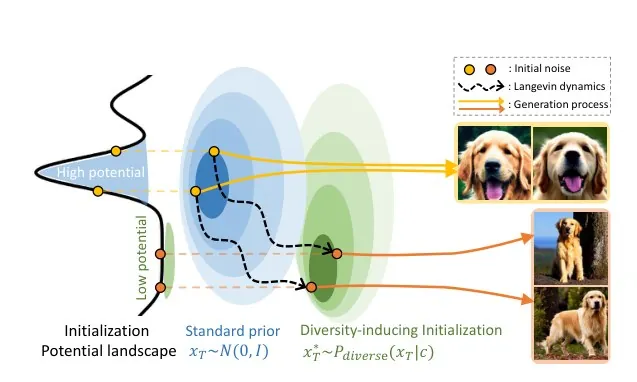 : Initial noise
: Langevin dynamics
: Generation process
High potential
Low potential
Initialization
Potential landscape
Standard prior
x_T~N(0, I)
Diversity-inducing Initialization
x_T^*~P_diverse(x_T|c)